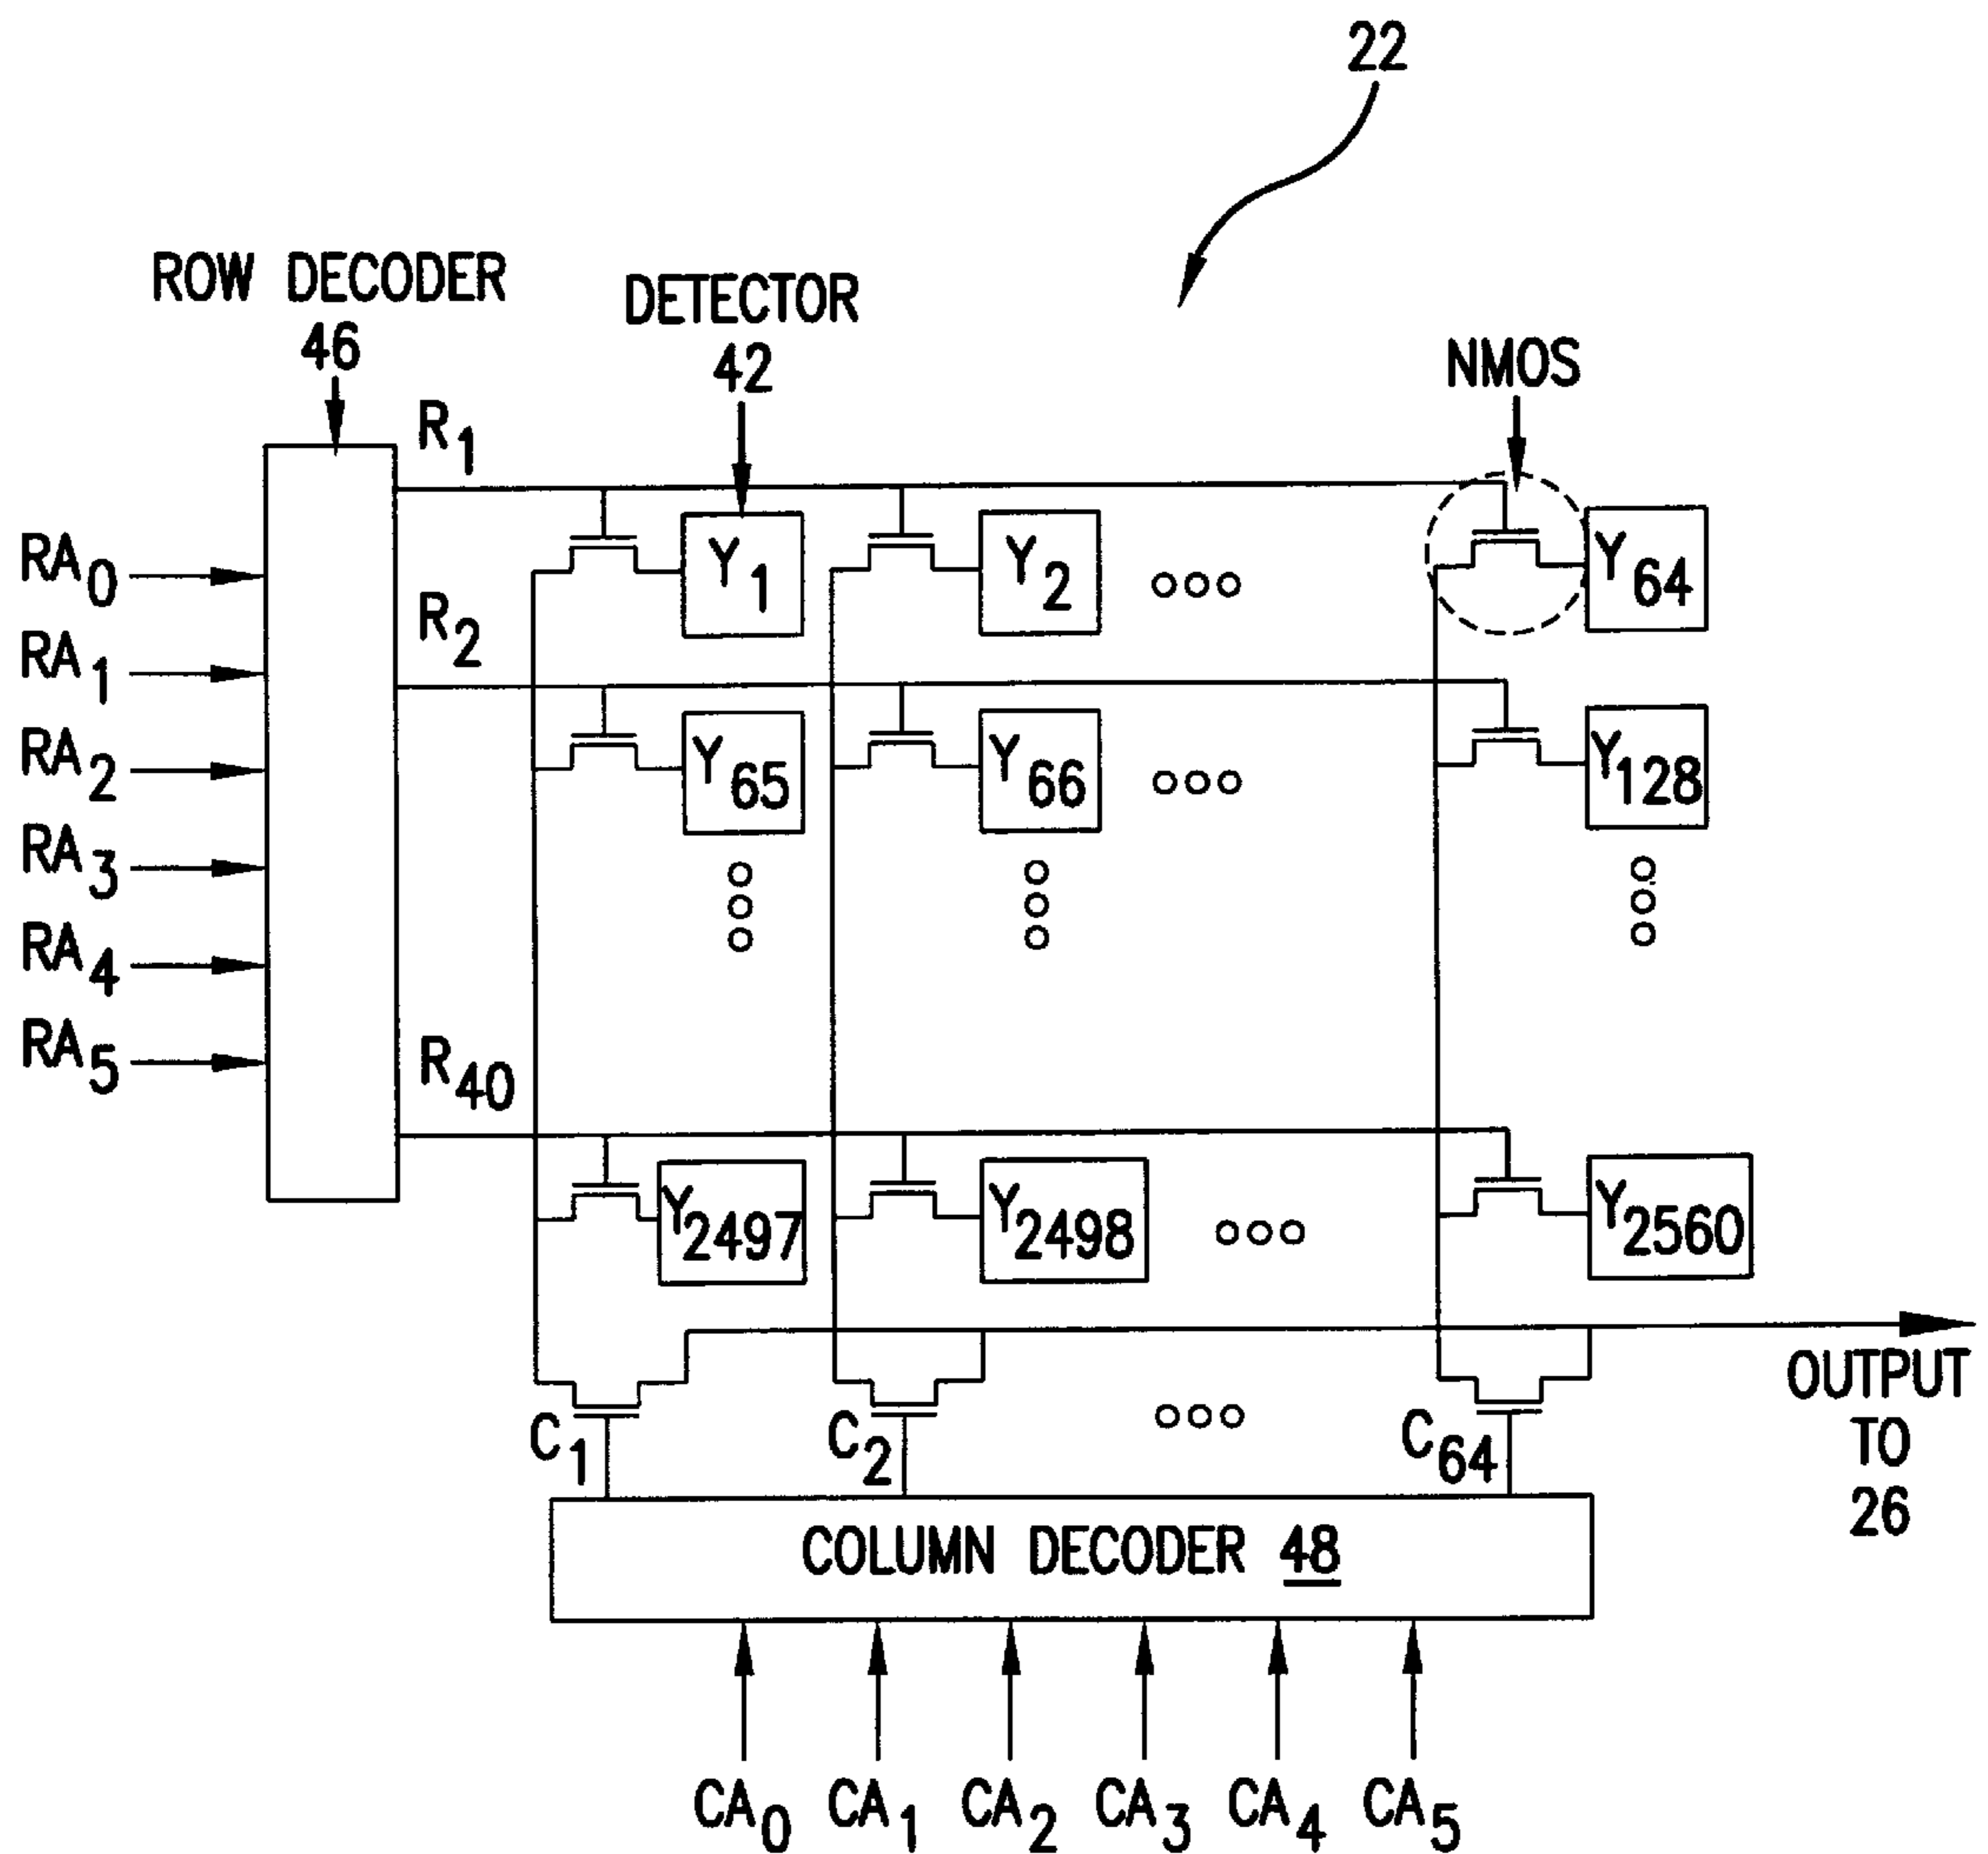 22
ROW DECODER
46
DETECTOR
42
NMOS
R1
Y1
Y2
Y64
RA0
R2
RA1
Y65
Y66
Y128
RA2
RA3
RA4
RA5
R40
Y2497
Y2498
Y2560
OUTPUT
TO
26
C1
C2
C64
COLUMN DECODER 48
CA0 CA1 CA2 CA3 CA4 CA5